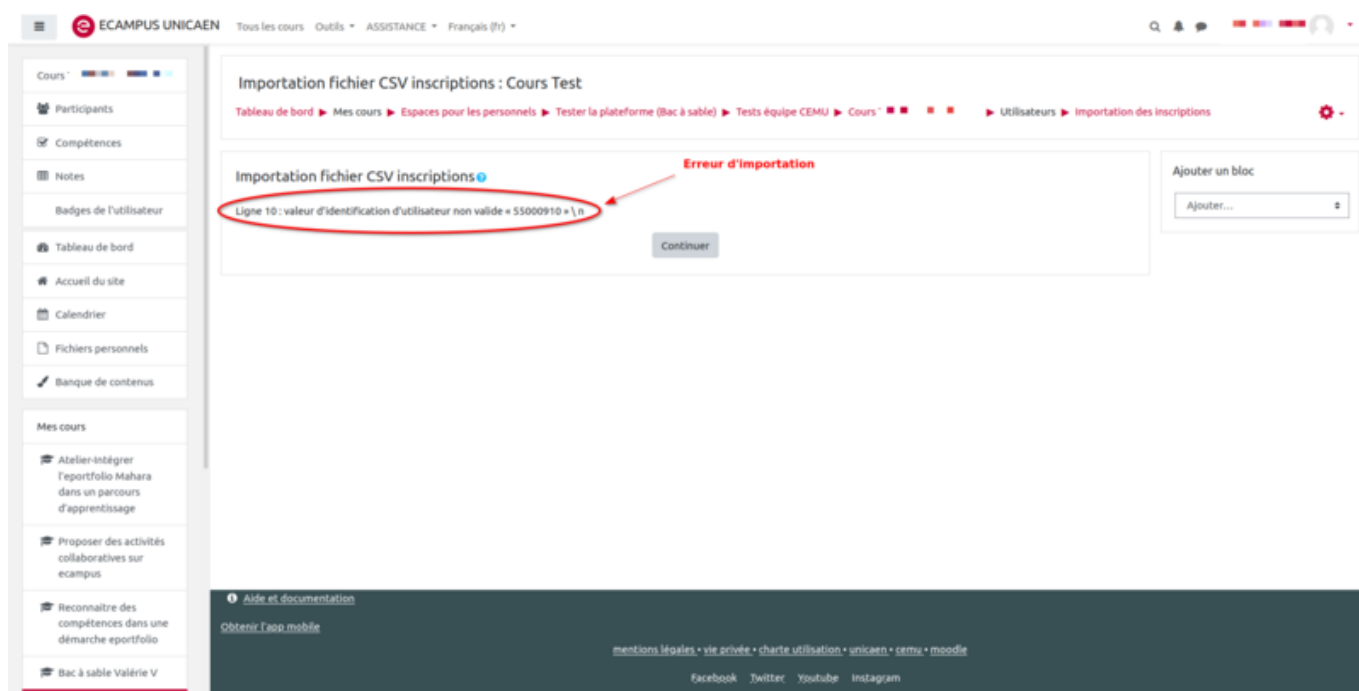 ECAMPUS UNICAEN Tous les cours Outils ASSISTANCE Français (fr)
Cours
Participants
Compétences
Notes
Badges de l'utilisateur
Tableau de bord
Accueil du site
Calendrier
Fichiers personnels
Banque de contenus
Mes cours
Atelier-Intégrer
l'eportfolio Mahara
dans un parcours
d'apprentissage
Proposer des activités
collaboratives sur
ecampus
Reconnaitre des
compétences dans une
démarche eportfolio
Bac à sable Valérie V
Importation fichier CSV inscriptions : Cours Test
Tableau de bord ▶ Mes cours ▶ Espaces pour les personnels ▶ Tester la plateforme (Bac à sable) ▶ Tests équipe CEMU ▶ Cours ▶ Utilisateurs ▶ Importation des inscriptions
Importation fichier CSV inscriptions
Erreur d'importation
Ligne 10 : valeur d'identification d'utilisateur non valide « 55000910 » \ n
Continuer
Ajouter un bloc
Ajouter...
Aide et documentation
Obtenir l'app mobile
mentions légales • vie privée • charte utilisation • unicaen • cemu • moodle
Facebook Twitter Youtube Instagram